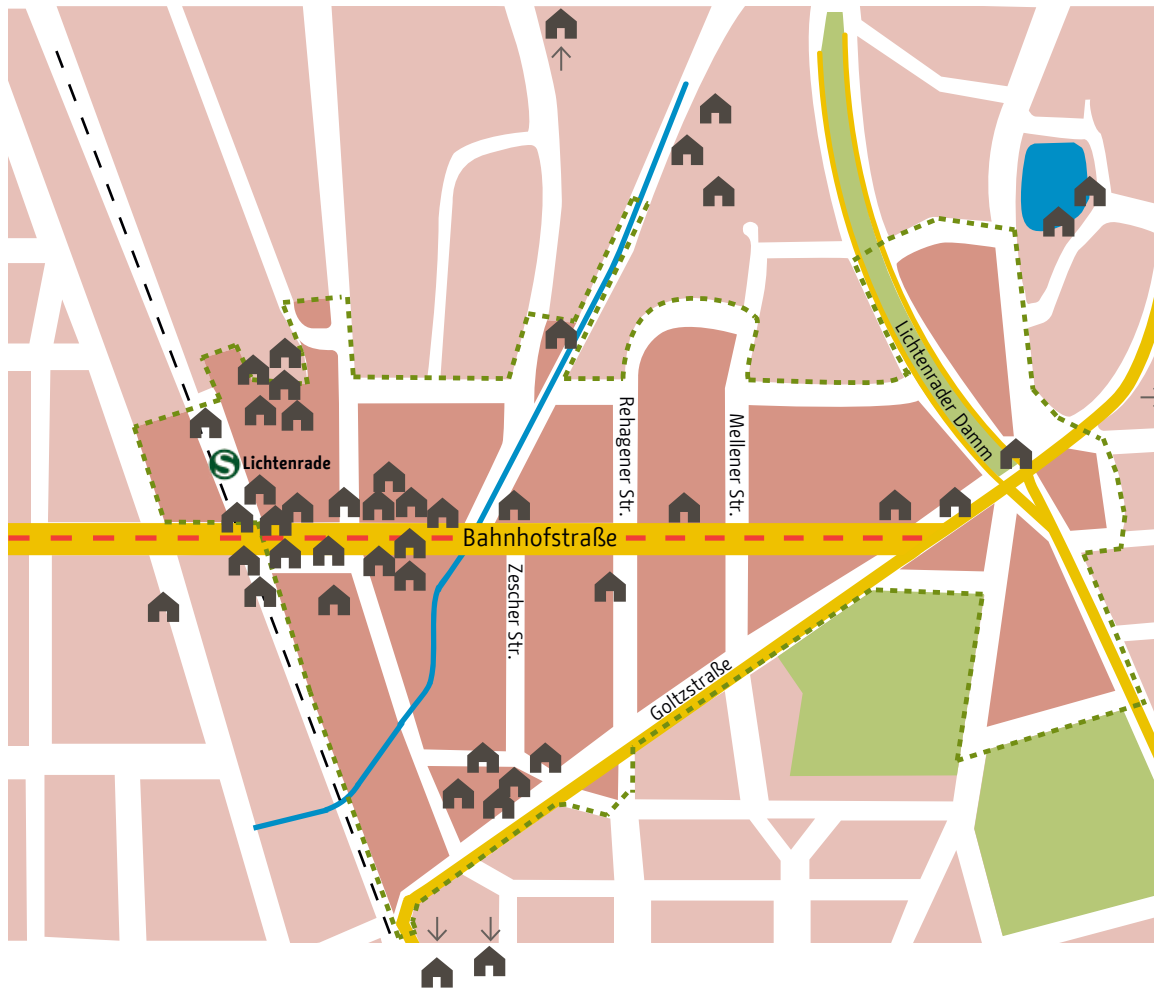 Lichtenrader Damm
Rehagener Str.
Mellener Str.
S Lichtenrade
Bahnhofstraße
Zescher Str.
Goltzstraße